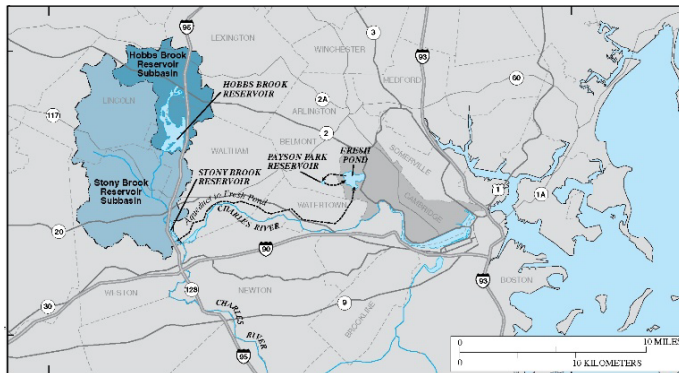 95
LEXINGTON
WINCHESTER
3
93
MEDFORD
60
Hobbs Brook
Reservoir
Subbasin
HOBBS BROOK
RESERVOIR
LINCOLN
117
2A
ARLINGTON
2
BELMONT
WALTHAM
FRESH
POND
PAYSON PARK
RESERVOIR
SOMERVILLE
1
1A
Stony Brook
Reservoir
Subbasin
STONY BROOK
RESERVOIR
Aqueduct to Fresh Pond
WATERTOWN
CAMBRIDGE
CHARLES RIVER
20
90
93
BOSTON
WESTON
128
NEWTON
30
9
BROOKLINE
CHARLES
RIVER
95
0
10 MILES
0
10 KILOMETERS